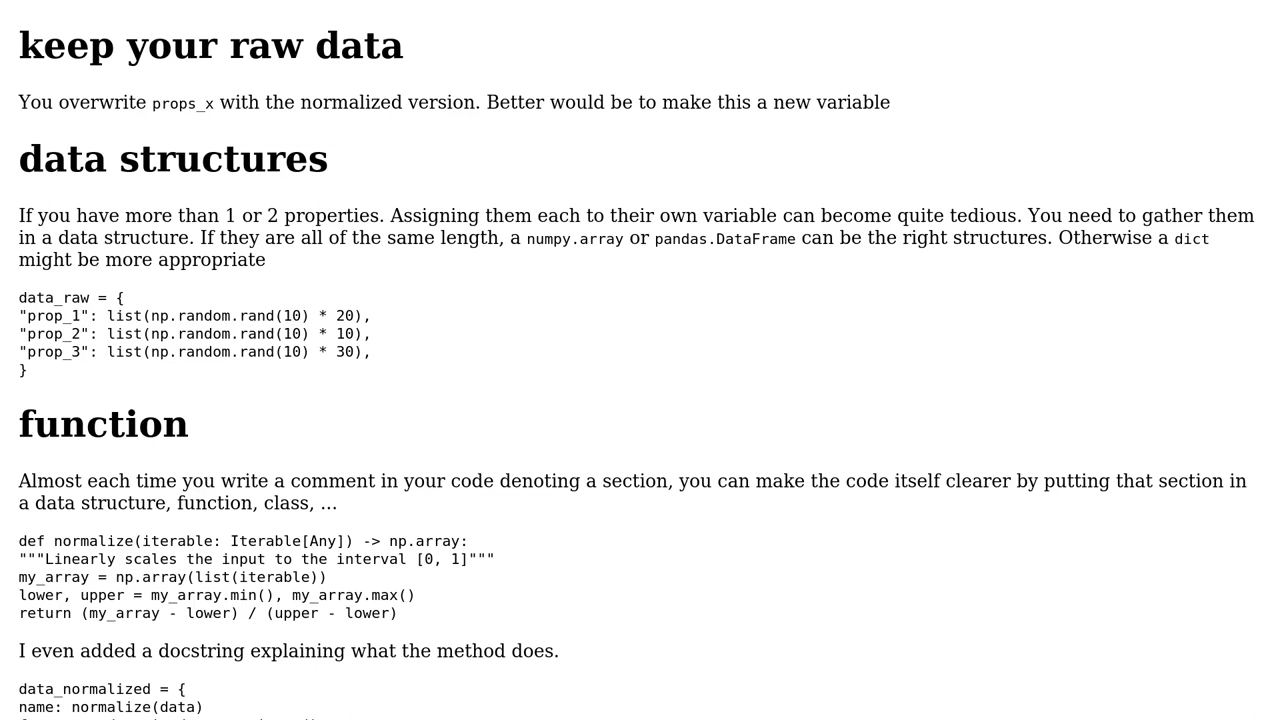 keep your raw data
You overwrite props_x with the normalized version. Better would be to make this a new variable
data structures
If you have more than 1 or 2 properties. Assigning them each to their own variable can become quite tedious. You need to gather them
in a data structure. If they are all of the same length, a numpy.array or pandas.DataFrame can be the right structures. Otherwise a dict
might be more appropriate
data_raw = {
"prop_1": list(np.random.rand(10) * 20),
"prop_2": list(np.random.rand(10) * 10),
"prop_3": list(np.random.rand(10) * 30),
}
function
Almost each time you write a comment in your code denoting a section, you can make the code itself clearer by putting that section in
a data structure, function, class, ...
def normalize(iterable: Iterable[Any]) -> np.array:
"""Linearly scales the input to the interval [0, 1]"""
my_array = np.array(list(iterable))
lower, upper = my_array.min(), my_array.max()
return (my_array - lower) / (upper - lower)
I even added a docstring explaining what the method does.
data_normalized = {
name: normalize(data)